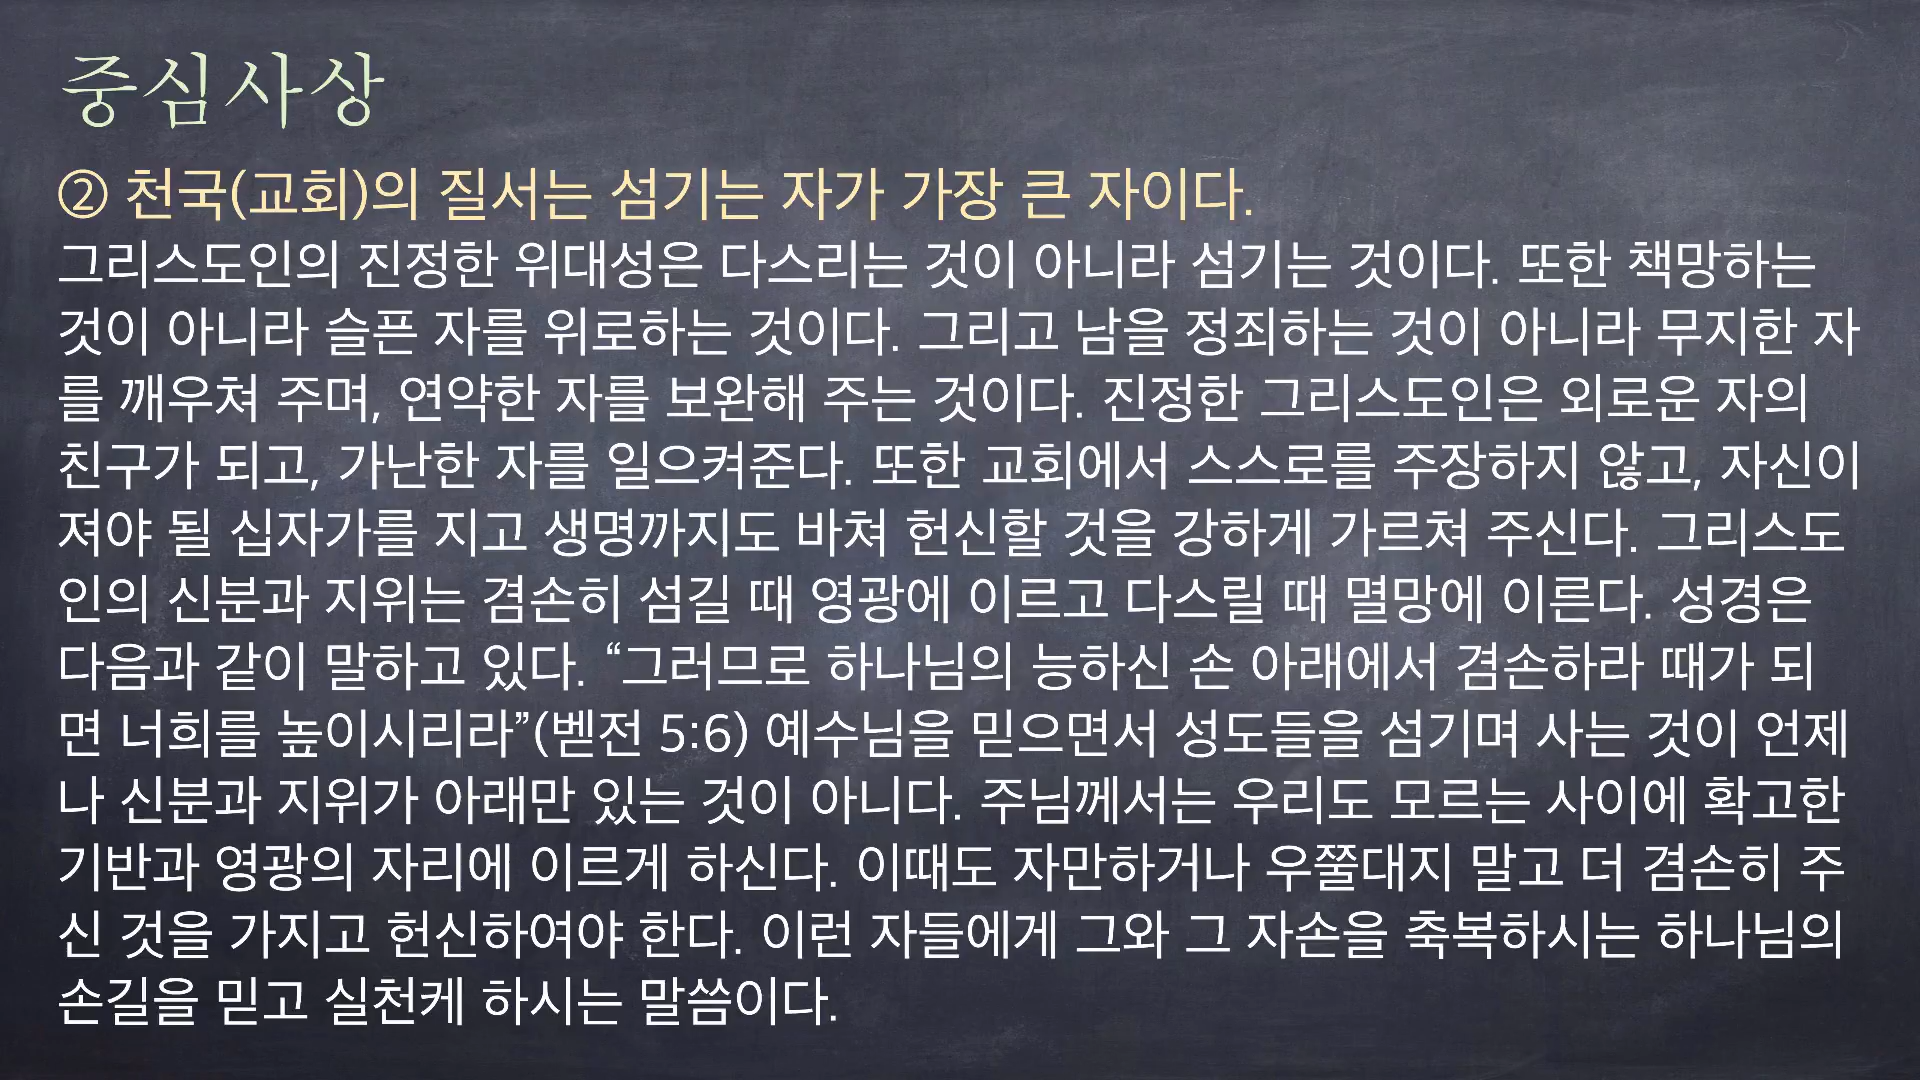 중심사상
② 천국(교회)의 질서는 섬기는 자가 가장 큰 자이다.
그리스도인의 진정한 위대성은 다스리는 것이 아니라 섬기는 것이다. 또한 책망하는
것이 아니라 슬픈 자를 위로하는 것이다. 그리고 남을 정죄하는 것이 아니라 무지한 자
를 깨우쳐 주며, 연약한 자를 보완해 주는 것이다. 진정한 그리스도인은 외로운 자의
친구가 되고, 가난한 자를 일으켜준다. 또한 교회에서 스스로를 주장하지 않고, 자신이
져야 될 십자가를 지고 생명까지도 바쳐 헌신할 것을 강하게 가르쳐 주신다. 그리스도
인의 신분과 지위는 겸손히 섬길 때 영광에 이르고 다스릴 때 멸망에 이른다. 성경은
다음과 같이 말하고 있다. “그러므로 하나님의 능하신 손 아래에서 겸손하라 때가 되
면 너희를 높이시리라”(벧전 5:6) 예수님을 믿으면서 성도들을 섬기며 사는 것이 언제
나 신분과 지위가 아래만 있는 것이 아니다. 주님께서는 우리도 모르는 사이에 확고한
기반과 영광의 자리에 이르게 하신다. 이때도 자만하거나 우쭐대지 말고 더 겸손히 주
신 것을 가지고 헌신하여야 한다. 이런 자들에게 그와 그 자손을 축복하시는 하나님의
손길을 믿고 실천케 하시는 말씀이다.